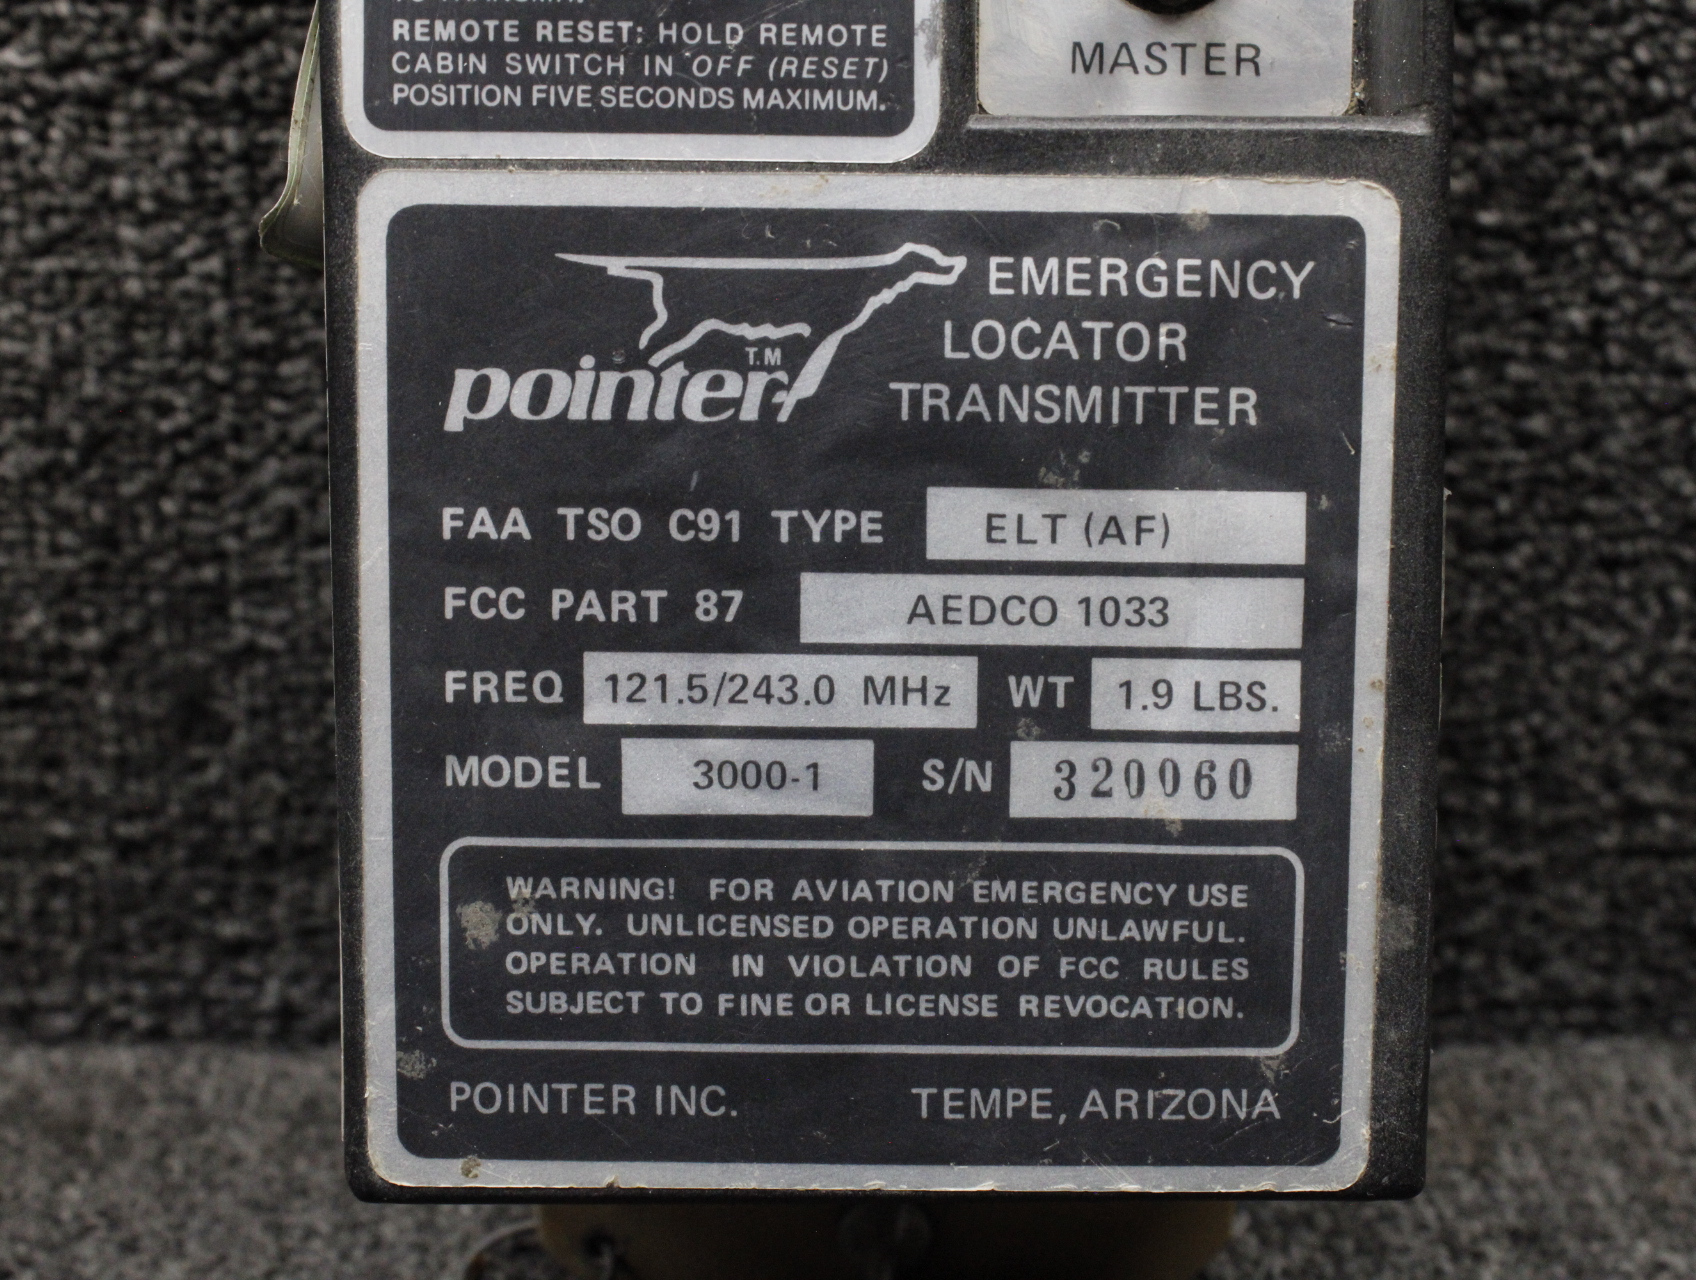 TO TRANSMIT.
REMOTE RESET: HOLD REMOTE
CABIN SWITCH IN OFF (RESET)
POSITION FIVE SECONDS MAXIMUM.
MASTER
pointer T.M
EMERGENCY
LOCATOR
TRANSMITTER
FAA TSO C91 TYPE ELT (AF)
FCC PART 87 AEDCO 1033
FREQ 121.5/243.0 MHz WT 1.9 LBS.
MODEL 3000-1 S/N 320060
WARNING! FOR AVIATION EMERGENCY USE
ONLY. UNLICENSED OPERATION UNLAWFUL.
OPERATION IN VIOLATION OF FCC RULES
SUBJECT TO FINE OR LICENSE REVOCATION.
POINTER INC. TEMPE, ARIZONA